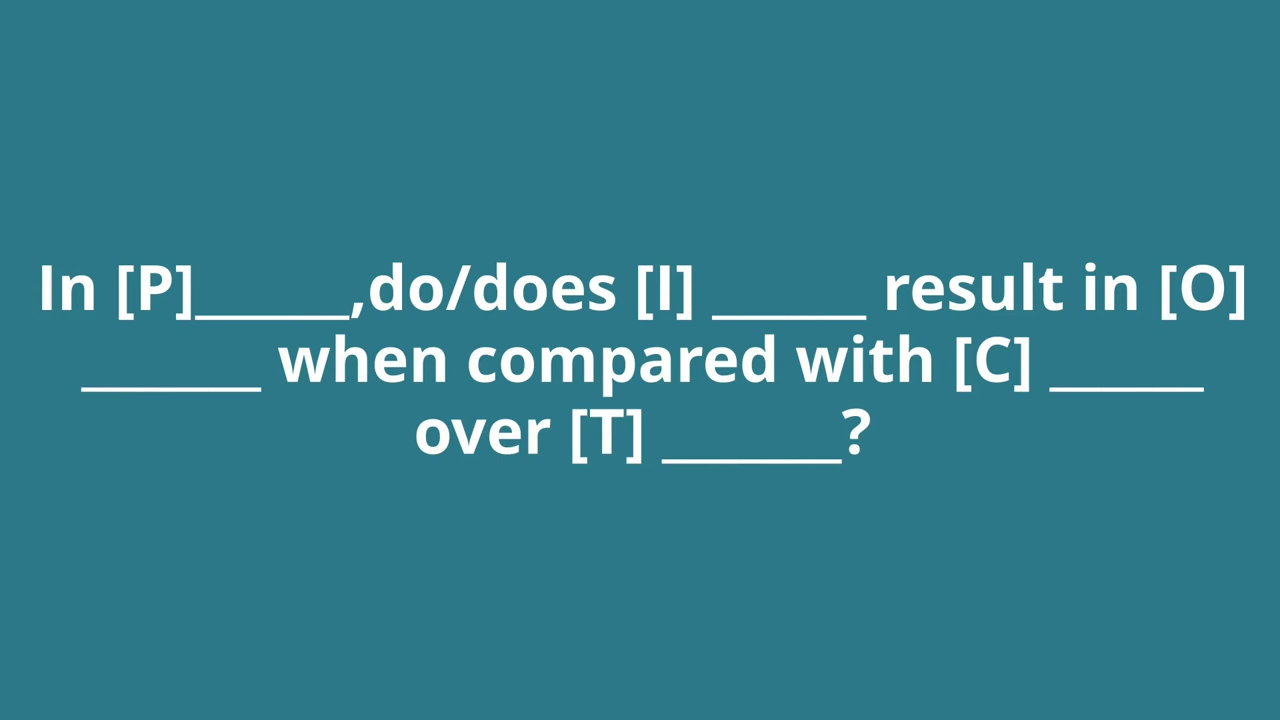 In [P]______,do/does [I] ______ result in [O]
_______ when compared with [C] ______
over [T] _______?